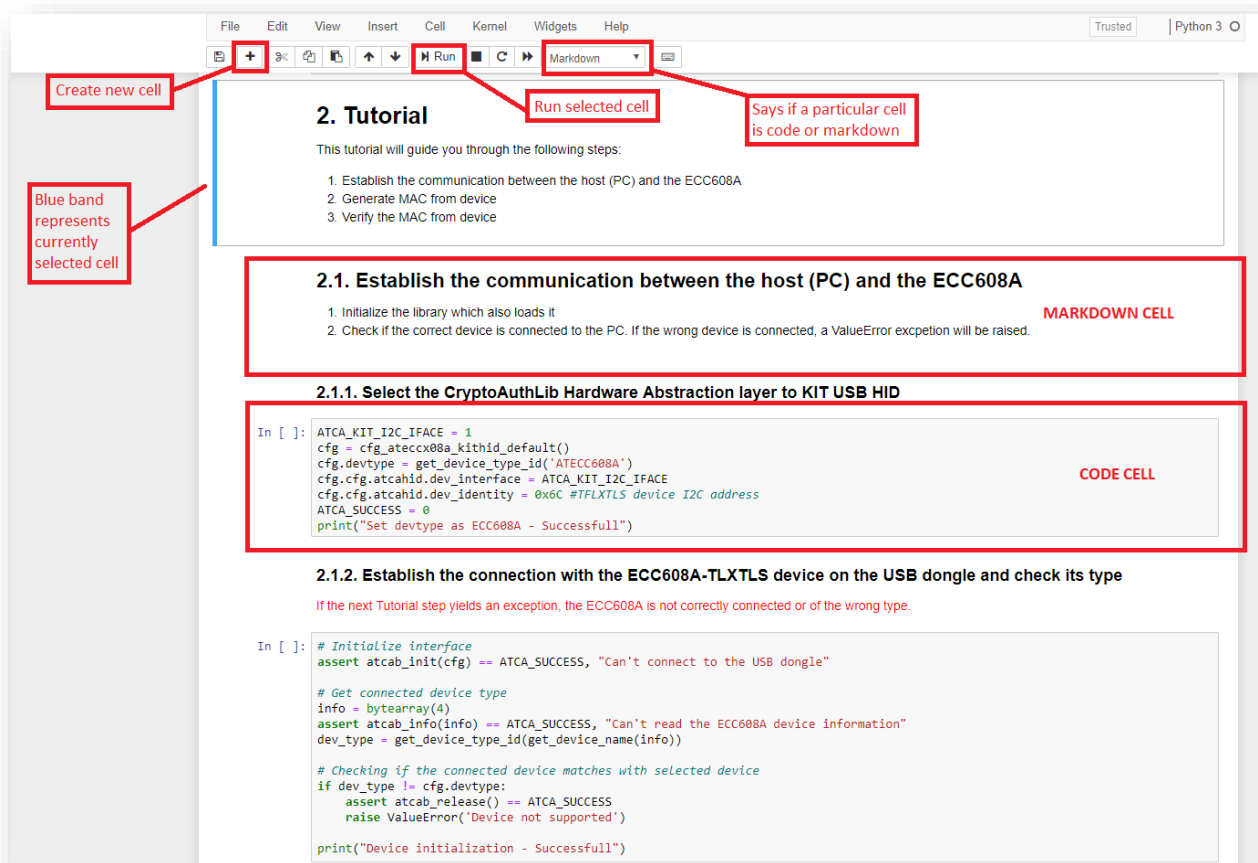 File Edit View Insert Cell Kernel Widgets Help Trusted Python 3
Run Markdown
Create new cell
Run selected cell
Says if a particular cell
is code or markdown
2. Tutorial
This tutorial will guide you through the following steps:
1. Establish the communication between the host (PC) and the ECC608A
2. Generate MAC from device
3. Verify the MAC from device
Blue band
represents
currently
selected cell
2.1. Establish the communication between the host (PC) and the ECC608A
1. Initialize the library which also loads it
2. Check if the correct device is connected to the PC. If the wrong device is connected, a ValueError excpetion will be raised.
MARKDOWN CELL
2.1.1. Select the CryptoAuthLib Hardware Abstraction layer to KIT USB HID
In [ ]: ATCA_KIT_I2C_IFACE = 1
cfg = cfg_ateccx08a_kithid_default()
cfg.devtype = get_device_type_id('ATECC608A')
cfg.cfg.atcahid.dev_interface = ATCA_KIT_I2C_IFACE
cfg.cfg.atcahid.dev_identity = 0x6C #TFLXTLS device I2C address
ATCA_SUCCESS = 0
print("Set devtype as ECC608A - Successfull")
CODE CELL
2.1.2. Establish the connection with the ECC608A-TLXTLS device on the USB dongle and check its type
If the next Tutorial step yields an exception, the ECC608A is not correctly connected or of the wrong type.
In [ ]: # Initialize interface
assert atcab_init(cfg) == ATCA_SUCCESS, "Can't connect to the USB dongle"
# Get connected device type
info = bytearray(4)
assert atcab_info(info) == ATCA_SUCCESS, "Can't read the ECC608A device information"
dev_type = get_device_type_id(get_device_name(info))
# Checking if the connected device matches with selected device
if dev_type != cfg.devtype:
assert atcab_release() == ATCA_SUCCESS
raise ValueError('Device not supported')
print("Device initialization - Successfull")